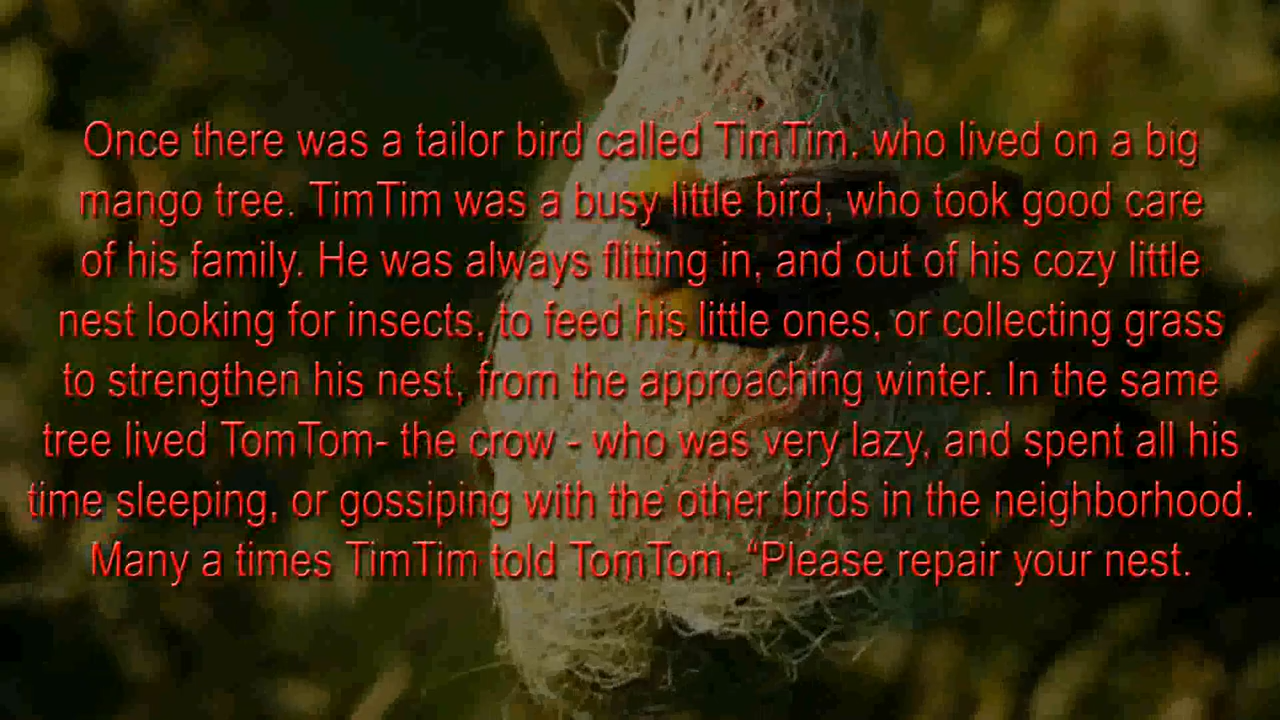 Once there was a tailor bird called TimTim, who lived on a big
mango tree. TimTim was a busy little bird, who took good care
of his family. He was always flitting in, and out of his cozy little
nest looking for insects, to feed his little ones, or collecting grass
to strengthen his nest, from the approaching winter. In the same
tree lived TomTom- the crow - who was very lazy, and spent all his
time sleeping, or gossiping with the other birds in the neighborhood.
Many a times TimTim told TomTom, “Please repair your nest.